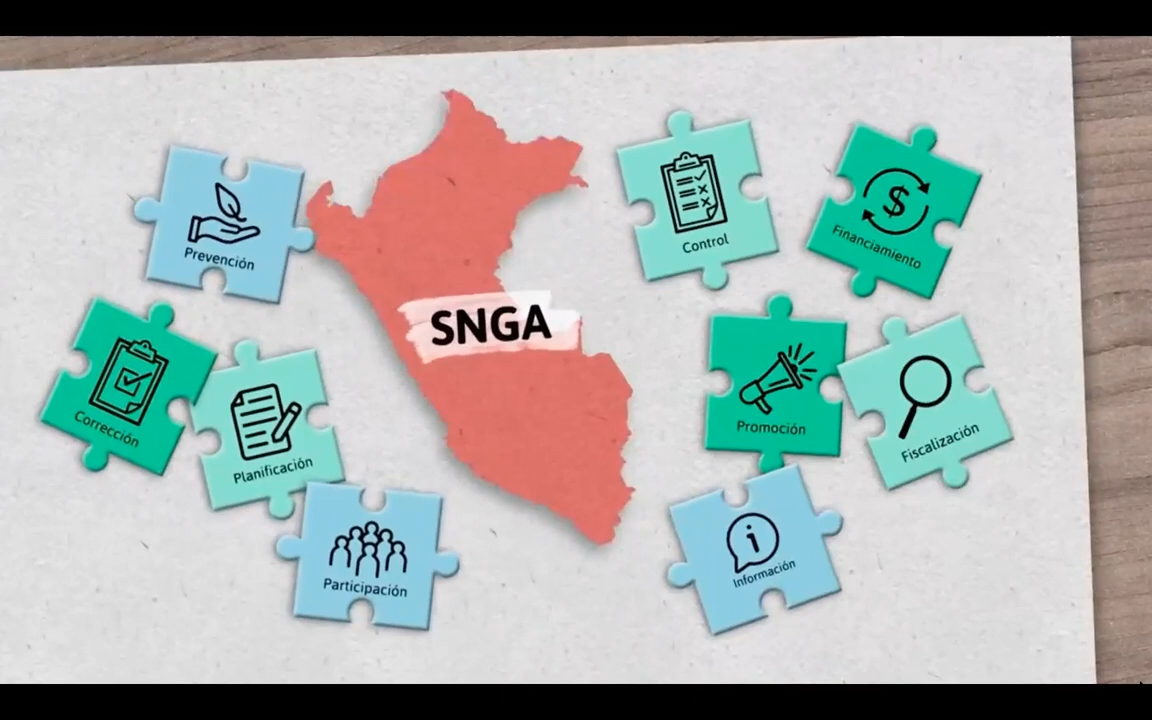 Prevención
Corrección
Planificación
Participación
SNGA
Control
Financiamiento
Promoción
Fiscalización
Información